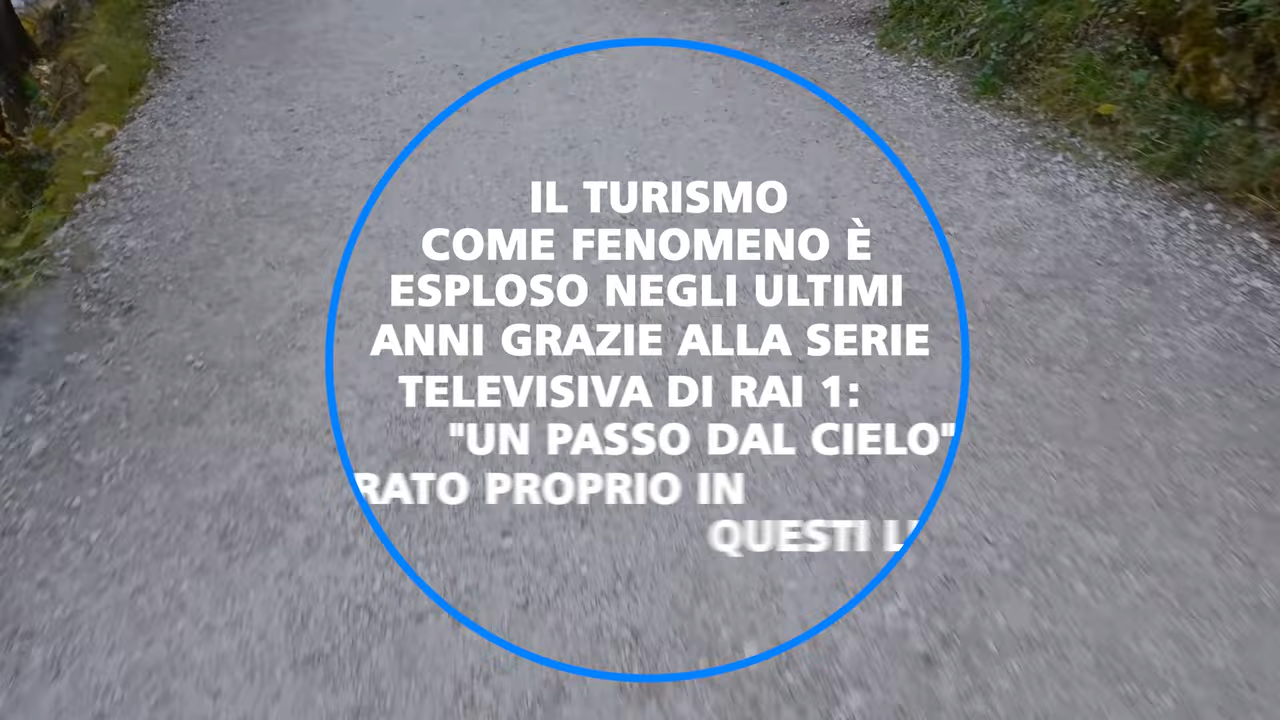 IL TURISMO
COME FENOMENO È
ESPLOSO NEGLI ULTIMI
ANNI GRAZIE ALLA SERIE
TELEVISIVA DI RAI 1:
"UN PASSO DAL CIELO"
RATO PROPRIO IN
QUESTI